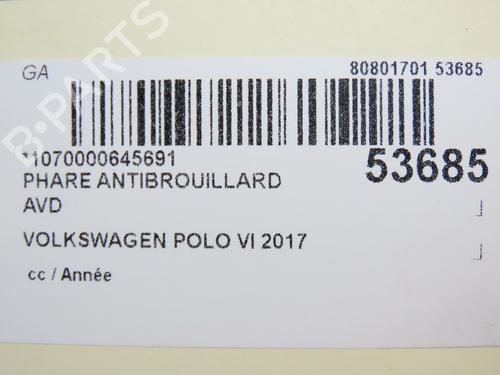 GA
80801701 53685
*1070000645691
53685
PHARE ANTIBROUILLARD
AVD
VOLKSWAGEN POLO VI 2017
cc / Année
B-PARTS